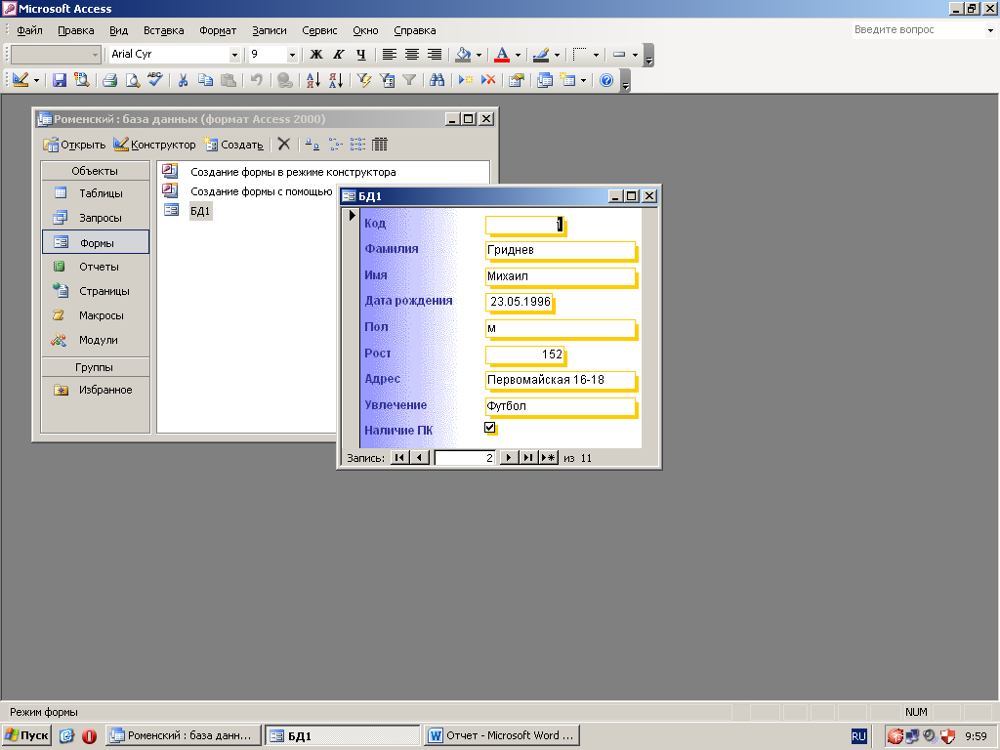 Microsoft Access
Файл Правка Вид Вставка Формат Записи Сервис Окно Справка Введите вопрос
Arial Cyr 9 Ж К Ч
Роменский : база данных (формат Access 2000)
Открыть Конструктор Создать
Объекты
Таблицы
Запросы
Формы
Отчеты
Страницы
Макросы
Модули
Группы
Избранное
Создание формы в режиме конструктора
Создание формы с помощью
БД1
БД1
Код
Фамилия Гриднев
Имя Михаил
Дата рождения 23.05.1996
Пол м
Рост 152
Адрес Первомайская 16-18
Увлечение Футбол
Наличие ПК
Запись: 2 из 11
Режим формы NUM
Пуск Роменский : база данн... БД1 Отчет - Microsoft Word ... RU 9:59